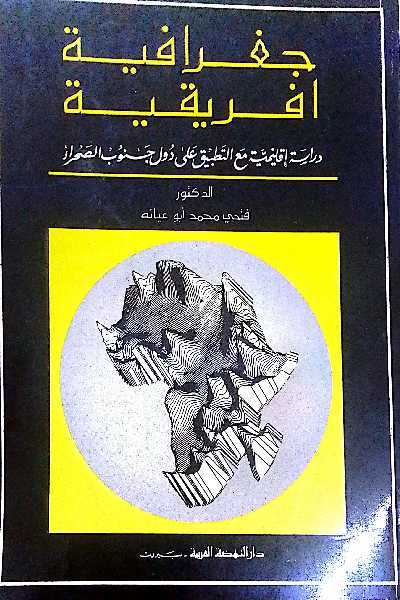 جغرافية
افريقية
دراسة إقليمية مع التطبيق على دول جنوب الصحراء
الدكتور
فتحي محمد أبو عيانه
دار النهضة العربية - بيروت